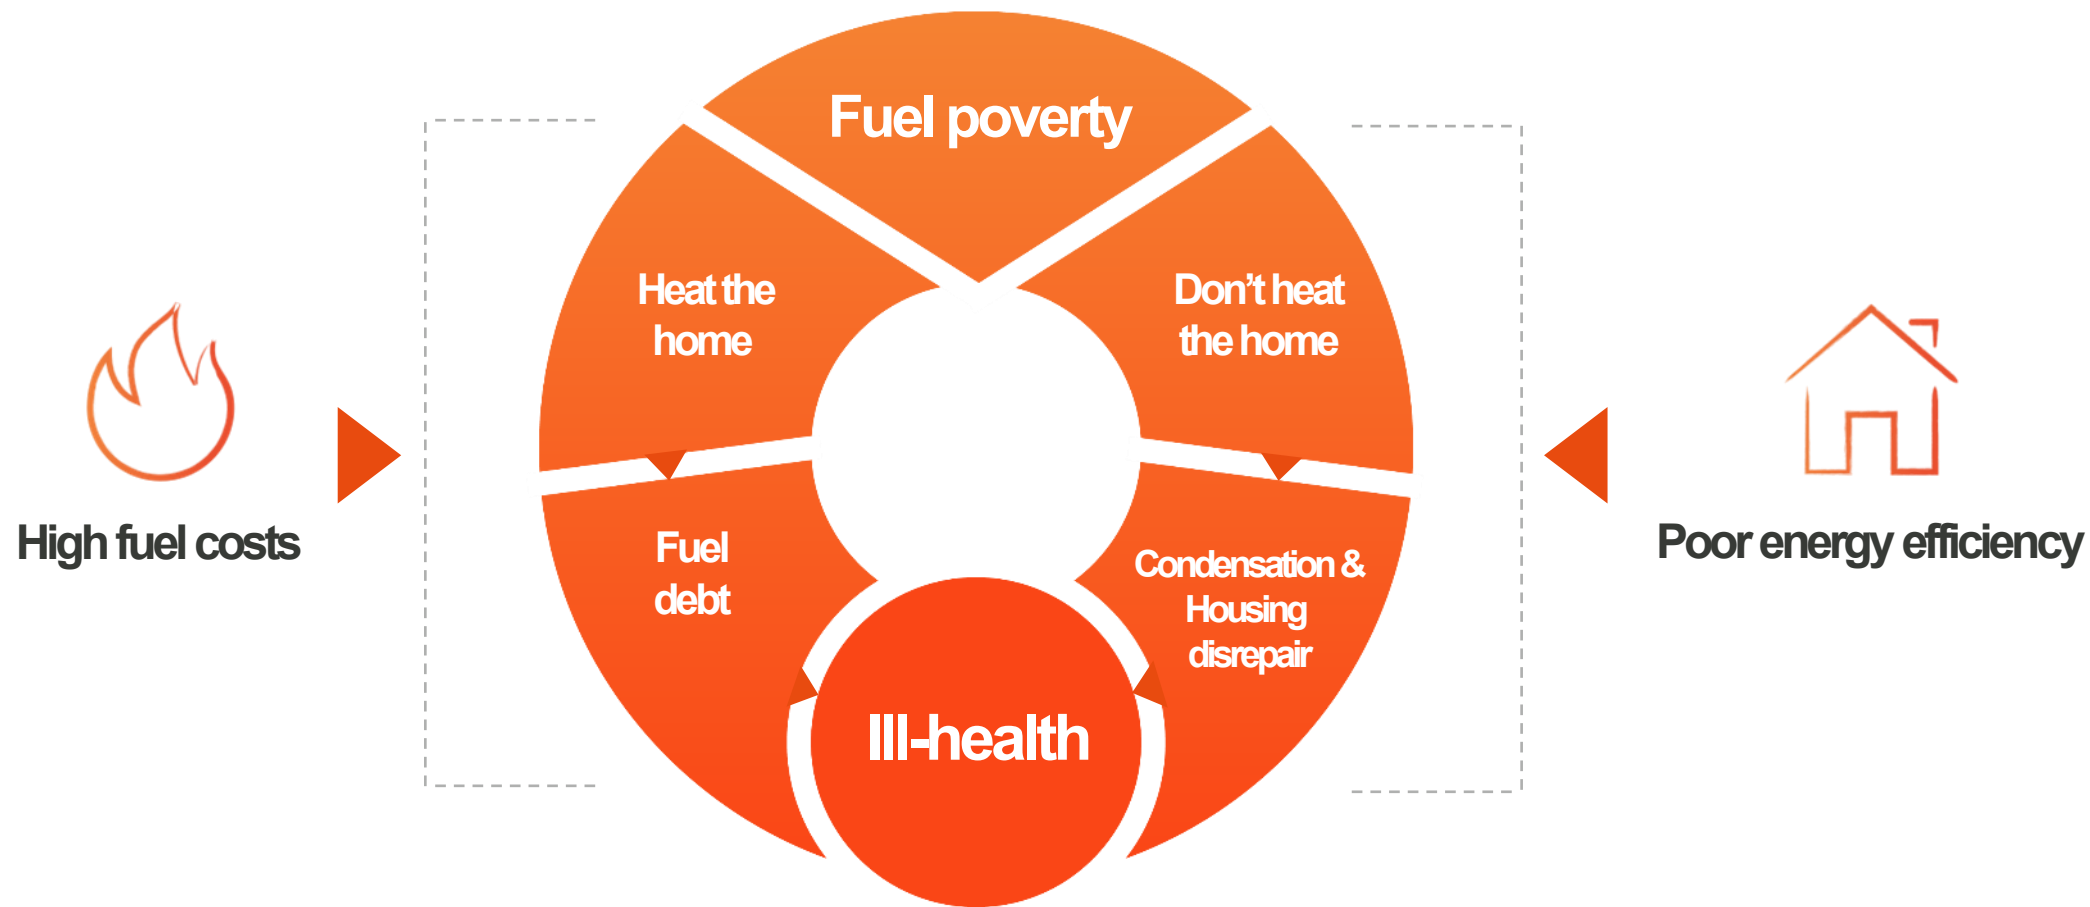 Fuel poverty
Heat the
home
Don’t heat
the home
High fuel costs
Poor energy efficiency
Fuel
debt
Condensation &
Housing
disrepair
Ill-health